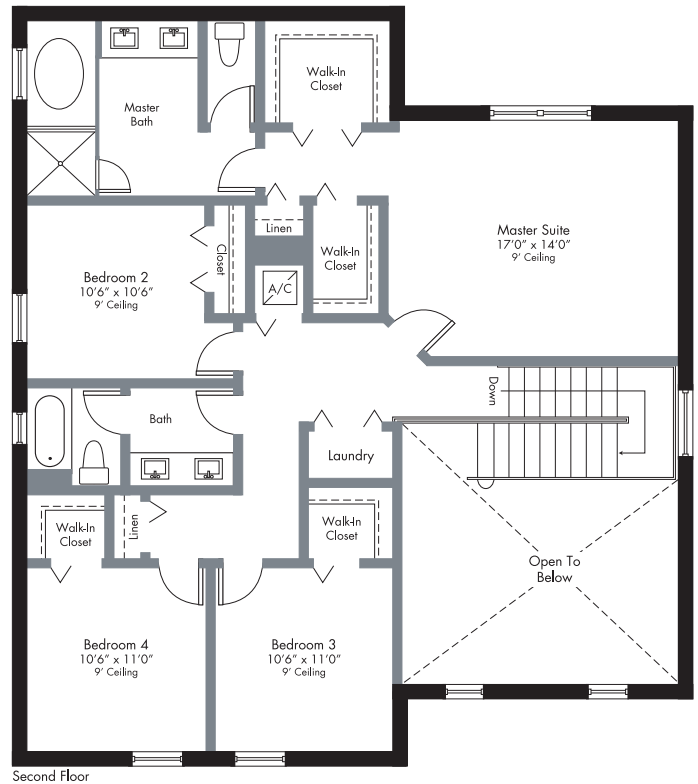 Walk-In
Closet
Master
Bath
Linen
Walk-In
Closet
Master Suite
17'0" x 14'0"
9' Ceiling
Closet
Bedroom 2
10'6" x 10'6"
9' Ceiling
A/C
Down
Bath
Laundry
Walk-In
Closet
Linen
Walk-In
Closet
Open To
Below
Bedroom 4
10'6" x 11'0"
9' Ceiling
Bedroom 3
10'6" x 11'0"
9' Ceiling
Second Floor